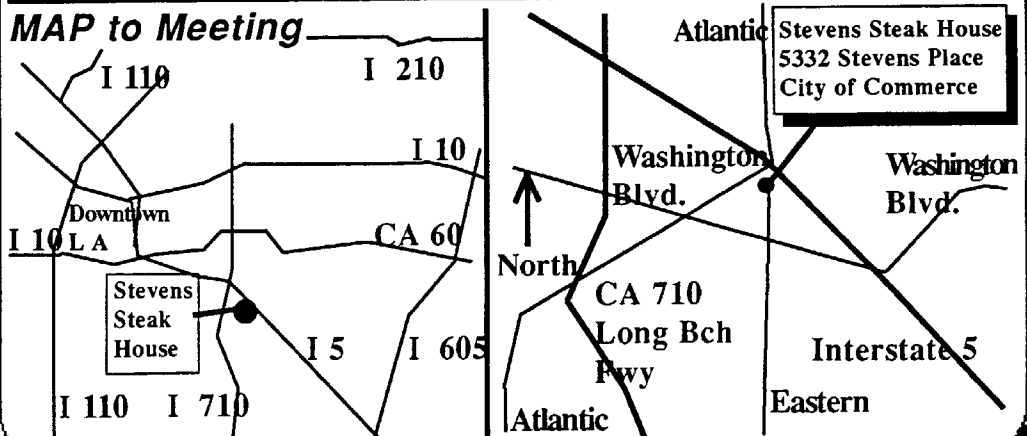 MAP to Meeting
I 110
I 210
I 10
Downtown
L A
I 10
CA 60
Stevens
Steak
House
I 5
I 605
I 110
I 710
Atlantic
Stevens Steak House
5332 Stevens Place
City of Commerce
Washington
Blvd.
Washington
Blvd.
North
CA 710
Long Bch
Fwy
Interstate 5
Eastern
Atlantic